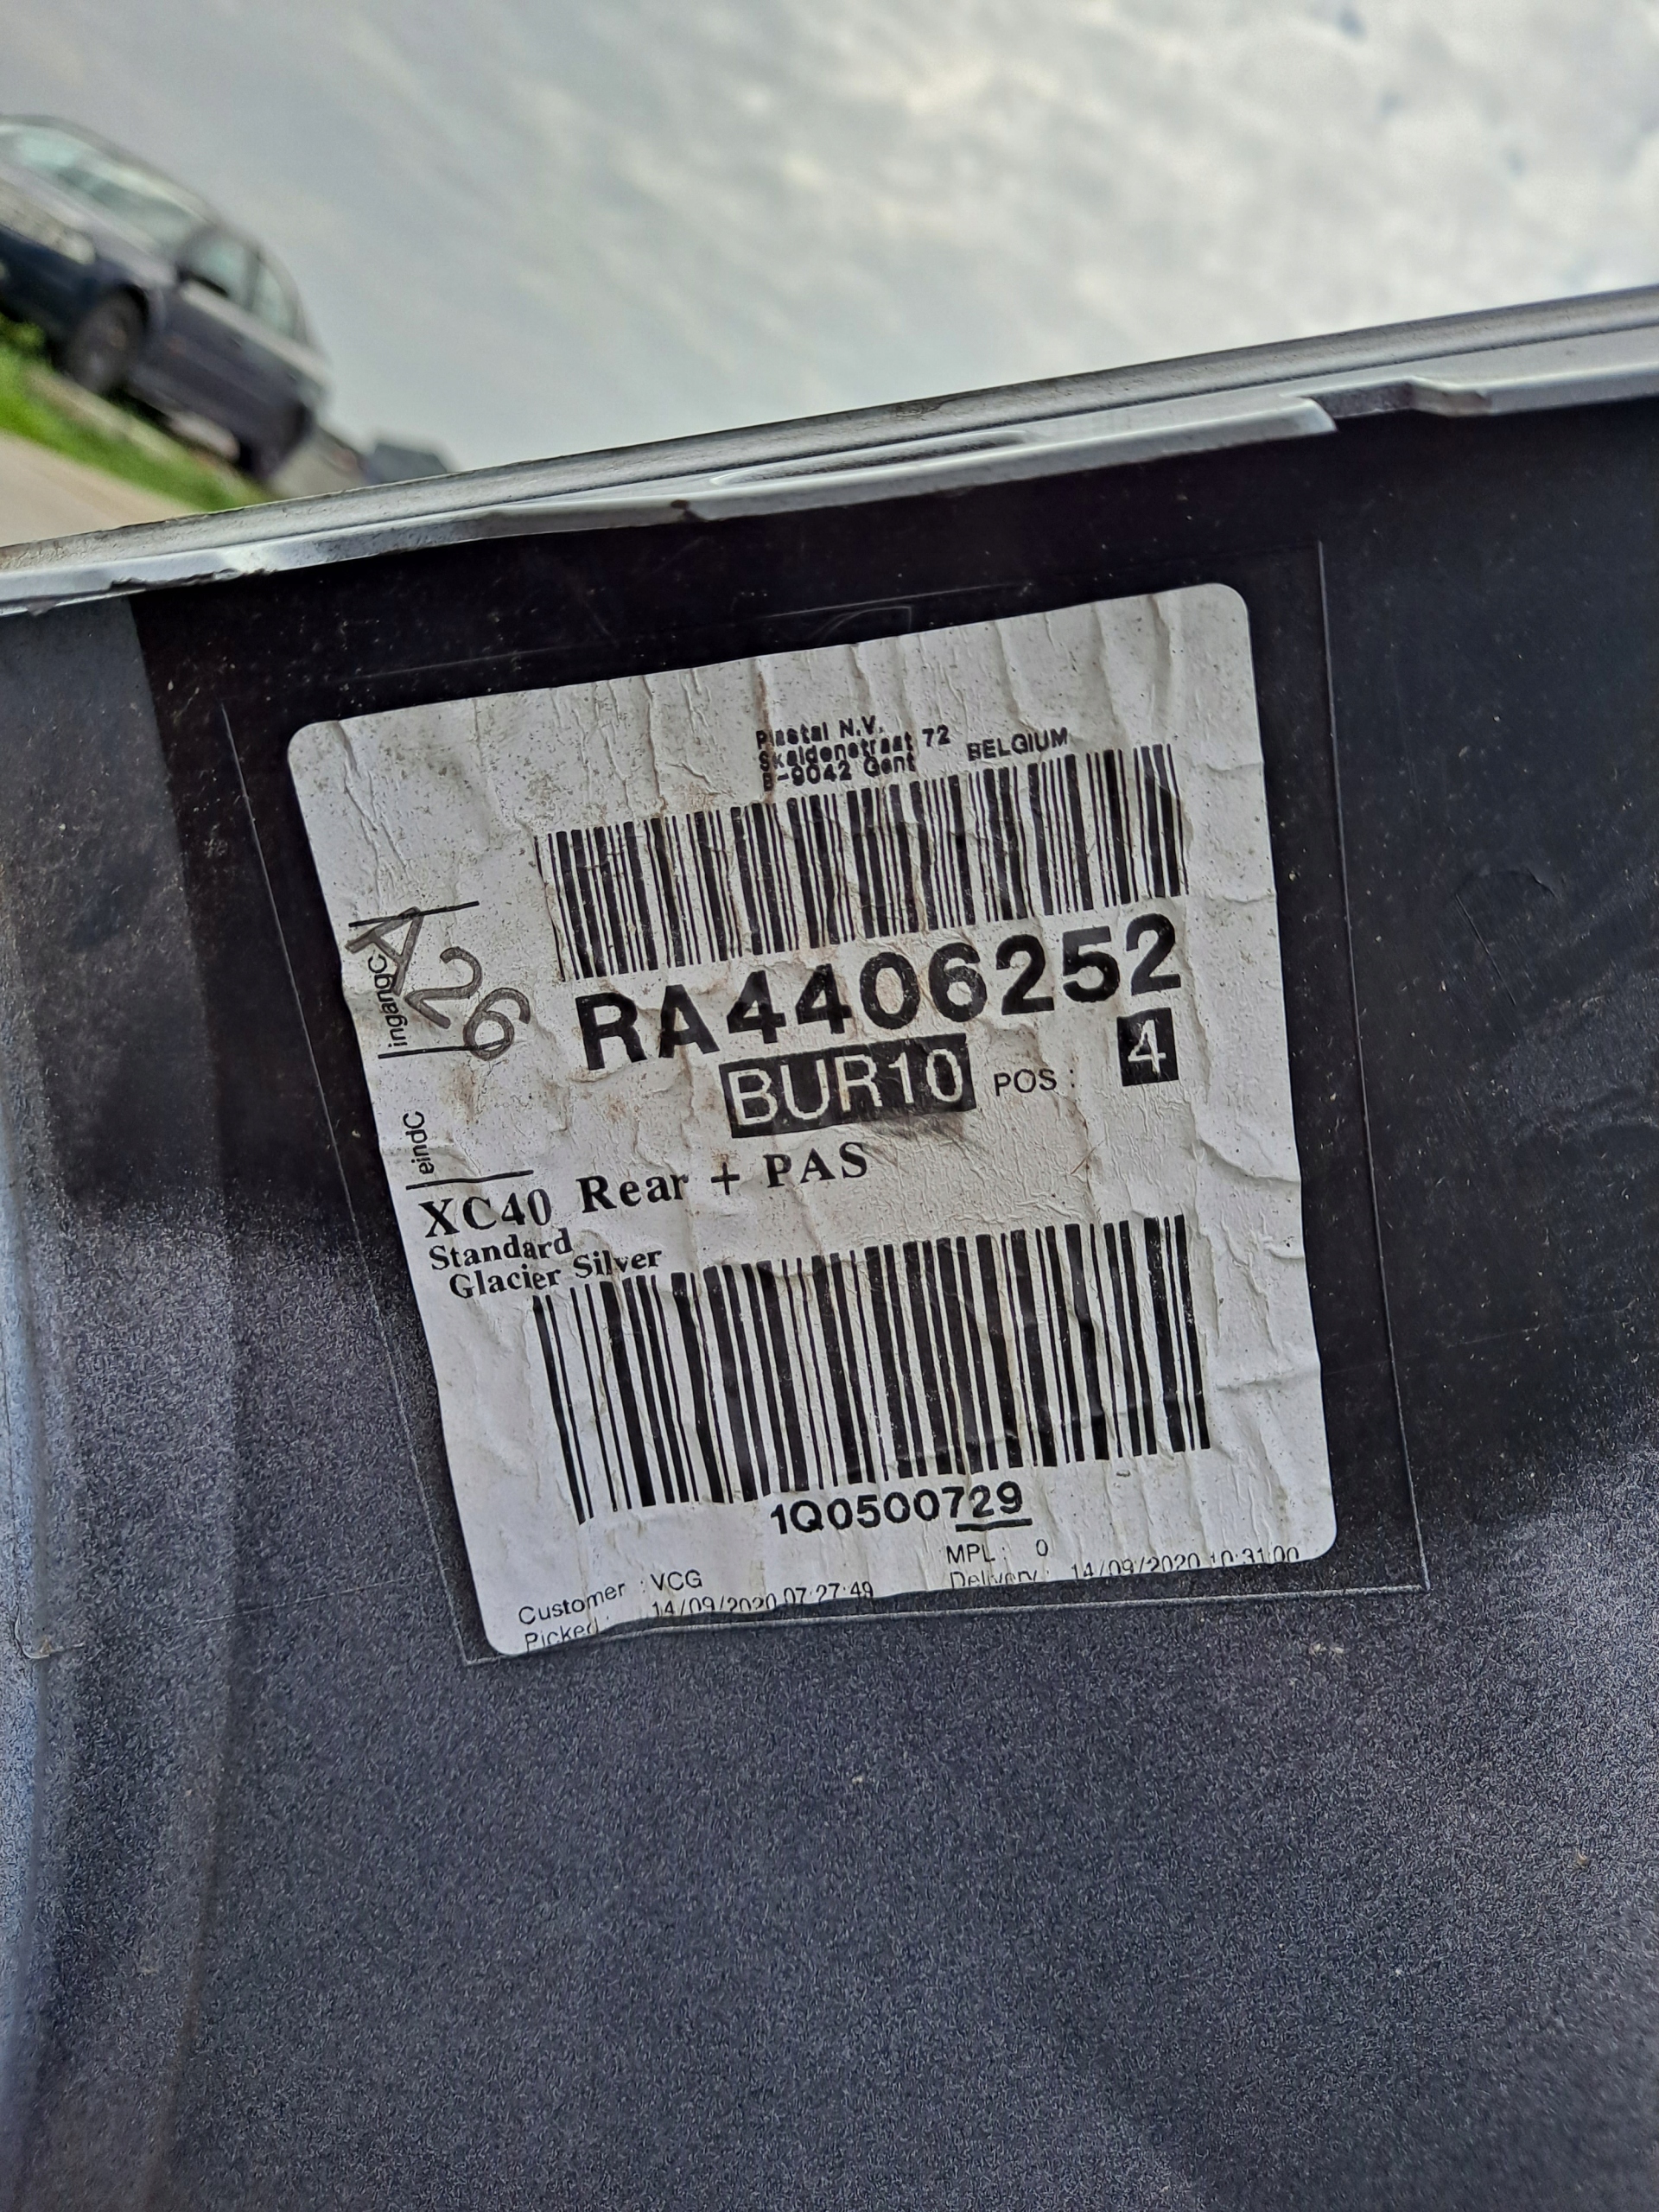 Plastal N.V.
Skaldenstraat 72
B-9042 Gent BELGIUM
RA4406252
BUR10 POS: 4
A26
ingangC
eindC
XC40 Rear + PAS
Standard
Glacier Silver
1Q0500729
MPL: 0
Customer : VCG
Delivery: 14/09/2020 10:31:00
Picked: 14/09/2020 07:27:49